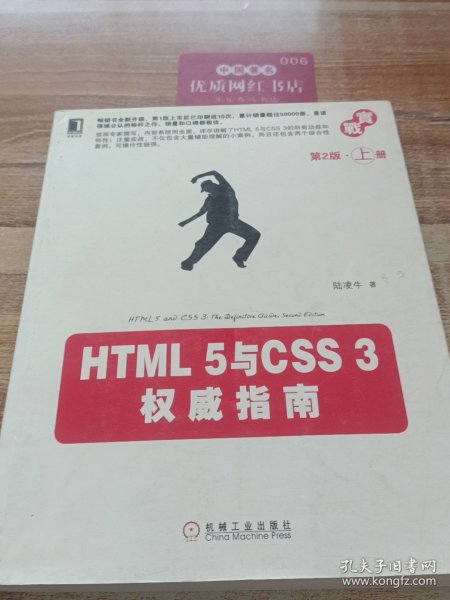 006
中国著名
优质网红书店
畅销书全新升级，第1版上市后已印刷近10次，累计销量超过50000册，是该
领域公认的标杆之作，销量和口碑都极佳。
资深专家撰写，内容系统而全面，详尽讲解了HTML 5与CSS 3的所有功能和
特性；注重实战，不仅包含大量辅助理解的小案例，而且还包含两个综合性
案例，可操作性极强。
實戰
第2版·上册
陆凌牛 著
HTML 5 and CSS 3: The Definitive Guide, Second Edition
HTML 5与CSS 3
权威指南
机械工业出版社
China Machine Press
孔夫子旧书网
www.kongfz.com